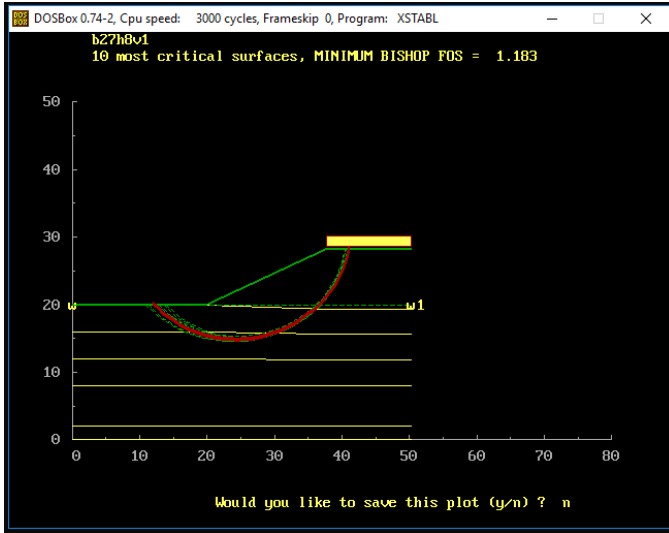 DOS
BOX
DOSBox 0.74-2, Cpu speed: 3000 cycles, Frameskip 0, Program: XSTABL
b27h8v1
10 most critical surfaces, MINIMUM BISHOP FOS = 1.183
50
40
30
20
w
w1
10
0
0 10 20 30 40 50 60 70 80
Would you like to save this plot (y/n) ? n